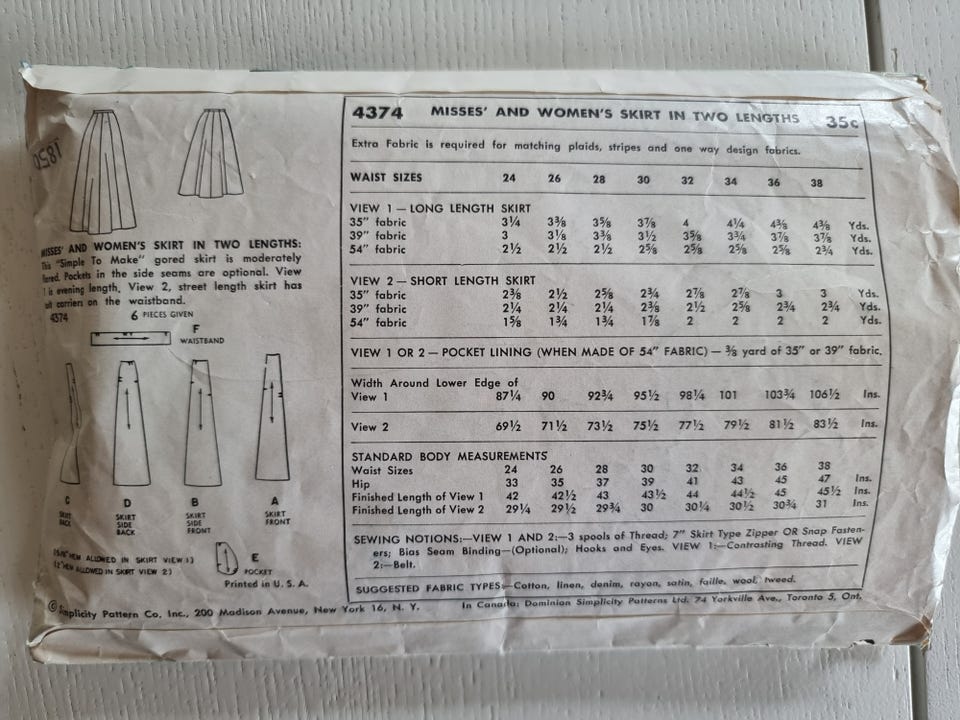 1850
MISSES' AND WOMEN'S SKIRT IN TWO LENGTHS:
This "Simple To Make" gored skirt is moderately
flared. Pockets in the side seams are optional. View
1 is evening length, View 2, street length skirt has
belt carriers on the waistband.
4374
6 PIECES GIVEN
F
WAISTBAND
C
SKIRT
BACK
D
SKIRT
SIDE
BACK
B
SKIRT
SIDE
FRONT
A
SKIRT
FRONT
HEM ALLOWED IN SKIRT VIEW 1)
(2" HEM ALLOWED IN SKIRT VIEW 2)
E
POCKET
Printed in U. S. A.
4374 MISSES' AND WOMEN'S SKIRT IN TWO LENGTHS 35c
Extra Fabric is required for matching plaids, stripes and one way design fabrics.
WAIST SIZES 24 26 28 30 32 34 36 38
VIEW 1 — LONG LENGTH SKIRT
35" fabric 3¼ 3⅜ 3⅝ 3⅞ 4 4¼ 4⅜ 4⅜ Yds.
39" fabric 3 3⅛ 3⅜ 3½ 3⅝ 3¾ 3⅞ 3⅞ Yds.
54" fabric 2½ 2½ 2½ 2⅝ 2⅝ 2⅝ 2⅝ 2¾ Yds.
VIEW 2 — SHORT LENGTH SKIRT
35" fabric 2⅜ 2½ 2⅝ 2¾ 2⅞ 2⅞ 3 3 Yds.
39" fabric 2¼ 2¼ 2¼ 2⅜ 2½ 2⅝ 2¾ 2¾ Yds.
54" fabric 1⅝ 1¾ 1¾ 1⅞ 2 2 2 2 Yds.
VIEW 1 OR 2 — POCKET LINING (WHEN MADE OF 54" FABRIC) — ⅜ yard of 35" or 39" fabric.
Width Around Lower Edge of
View 1 87¼ 90 92¾ 95½ 98¼ 101 103¾ 106½ Ins.
View 2 69½ 71½ 73½ 75½ 77½ 79½ 81½ 83½ Ins.
STANDARD BODY MEASUREMENTS
Waist Sizes 24 26 28 30 32 34 36 38
Hip 33 35 37 39 41 43 45 47 Ins.
Finished Length of View 1 42 42½ 43 43½ 44 44½ 45 45½ Ins.
Finished Length of View 2 29¼ 29½ 29¾ 30 30¼ 30½ 30¾ 31 Ins.
SEWING NOTIONS:—VIEW 1 AND 2:—3 spools of Thread; 7" Skirt Type Zipper OR Snap Fasten-
ers; Bias Seam Binding—(Optional); Hooks and Eyes. VIEW 1:—Contrasting Thread. VIEW
2:—Belt.
SUGGESTED FABRIC TYPES:—Cotton, linen, denim, rayon, satin, faille, wool, tweed.
© Simplicity Pattern Co. Inc., 200 Madison Avenue, New York 16, N. Y. In Canada: Dominion Simplicity Patterns Ltd. 74 Yorkville Ave., Toronto 5, Ont.